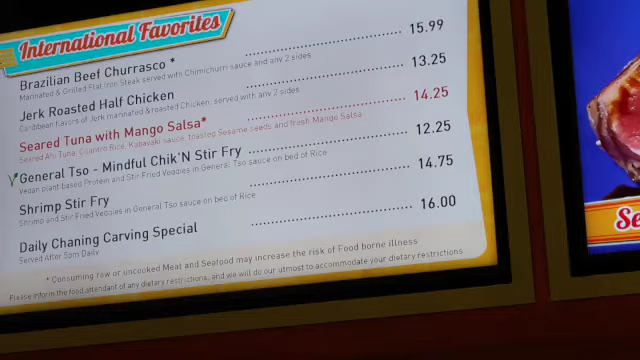 International Favorites
Brazilian Beef Churrasco * 15.99
Marinated & Grilled Flat Iron Steak served with Chimichurri sauce and any 2 sides
Jerk Roasted Half Chicken 13.25
Caribbean flavors of Jerk marinated & roasted Chicken, served with any 2 sides
Seared Tuna with Mango Salsa* 14.25
Seared Ahi Tuna, Cilantro Rice, Kabayaki sauce, toasted Sesame seeds and fresh Mango Salsa
General Tso - Mindful Chik'N Stir Fry 12.25
Vegan plant based Protein and Stir Fried Veggies in General Tso sauce on bed of Rice
Shrimp Stir Fry 14.75
Shrimp and Stir Fried Veggies in General Tso sauce on bed of Rice
Daily Chaning Carving Special 16.00
Served After 5pm Daily
*Consuming row or uncooked Meat and Seafood may increase the risk of Food borne illness
Please inform the food attendant of any dietary restrictions, and we will do our utmost to accommodate your dietary restrictions
Se